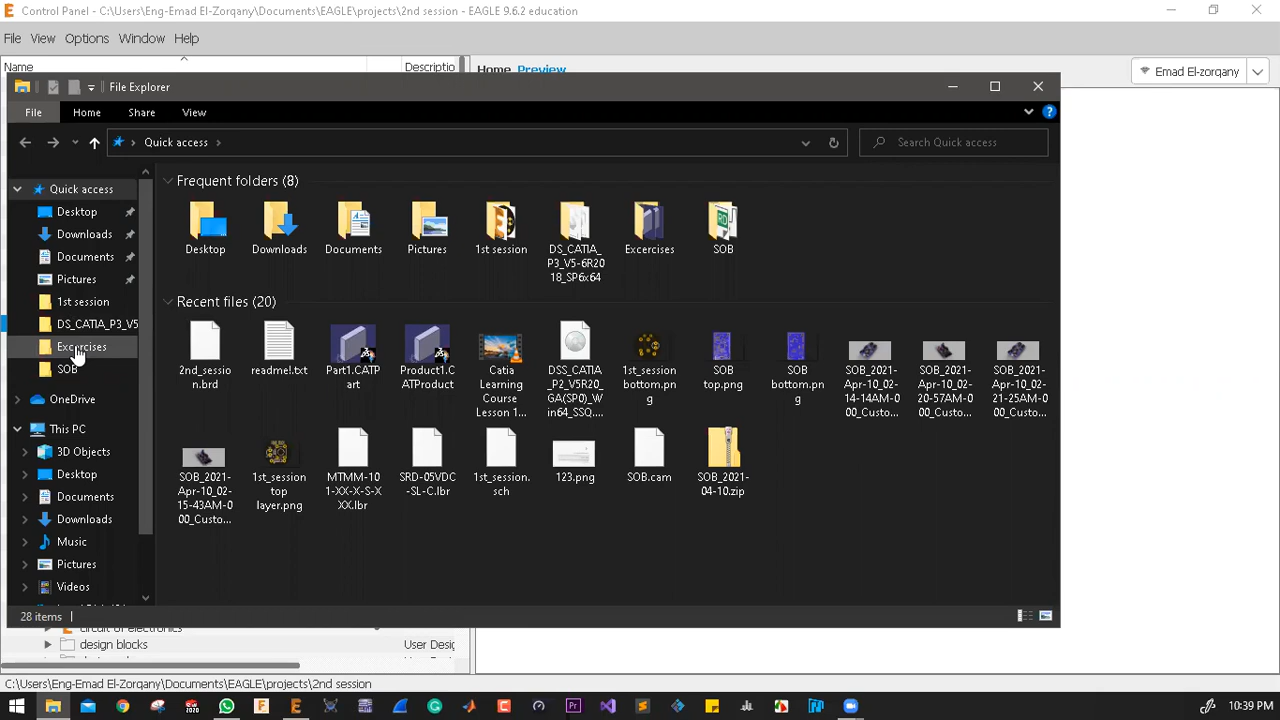 Control Panel - C:\Users\Eng-Emad El-Zorqany\Documents\EAGLE\projects\2nd session - EAGLE 9.6.2 education
File View Options Window Help
Name Descriptio Home Preview
Emad El-zorqany
File Explorer
File Home Share View
Quick access
Search Quick access
Quick access
Desktop
Downloads
Documents
Pictures
1st session
DS_CATIA_P3_V5
Excercises
SOB
OneDrive
This PC
3D Objects
Desktop
Documents
Downloads
Music
Pictures
Videos
Frequent folders (8)
Desktop Downloads Documents Pictures 1st session DS_CATIA_ Excercises SOB
P3_V5-6R20
18_SP6x64
Recent files (20)
2nd_sessio readme!.txt Part1.CATP Product1.C Catia DSS_CATIA 1st_session SOB SOB SOB_2021- SOB_2021- SOB_2021-
n.brd art ATProduct Learning _P2_V5R20_ bottom.pn top.png bottom.pn Apr-10_02- Apr-10_02- Apr-10_02-
Course GA(SP0)_W g g 14-14AM-0 20-57AM-0 21-25AM-0
Lesson 1... in64_SSQ.... 00_Custo... 00_Custo... 00_Custo...
SOB_2021- 1st_session MTMM-10 SRD-05VDC 1st_session. 123.png SOB.cam SOB_2021-
Apr-10_02- top 1-XX-X-S-X -SL-C.lbr sch 04-10.zip
15-43AM-0 layer.png XX.lbr
00_Custo...
28 items
circuit of electronics
design blocks User Desig
C:\Users\Eng-Emad El-Zorqany\Documents\EAGLE\projects\2nd session
10:39 PM